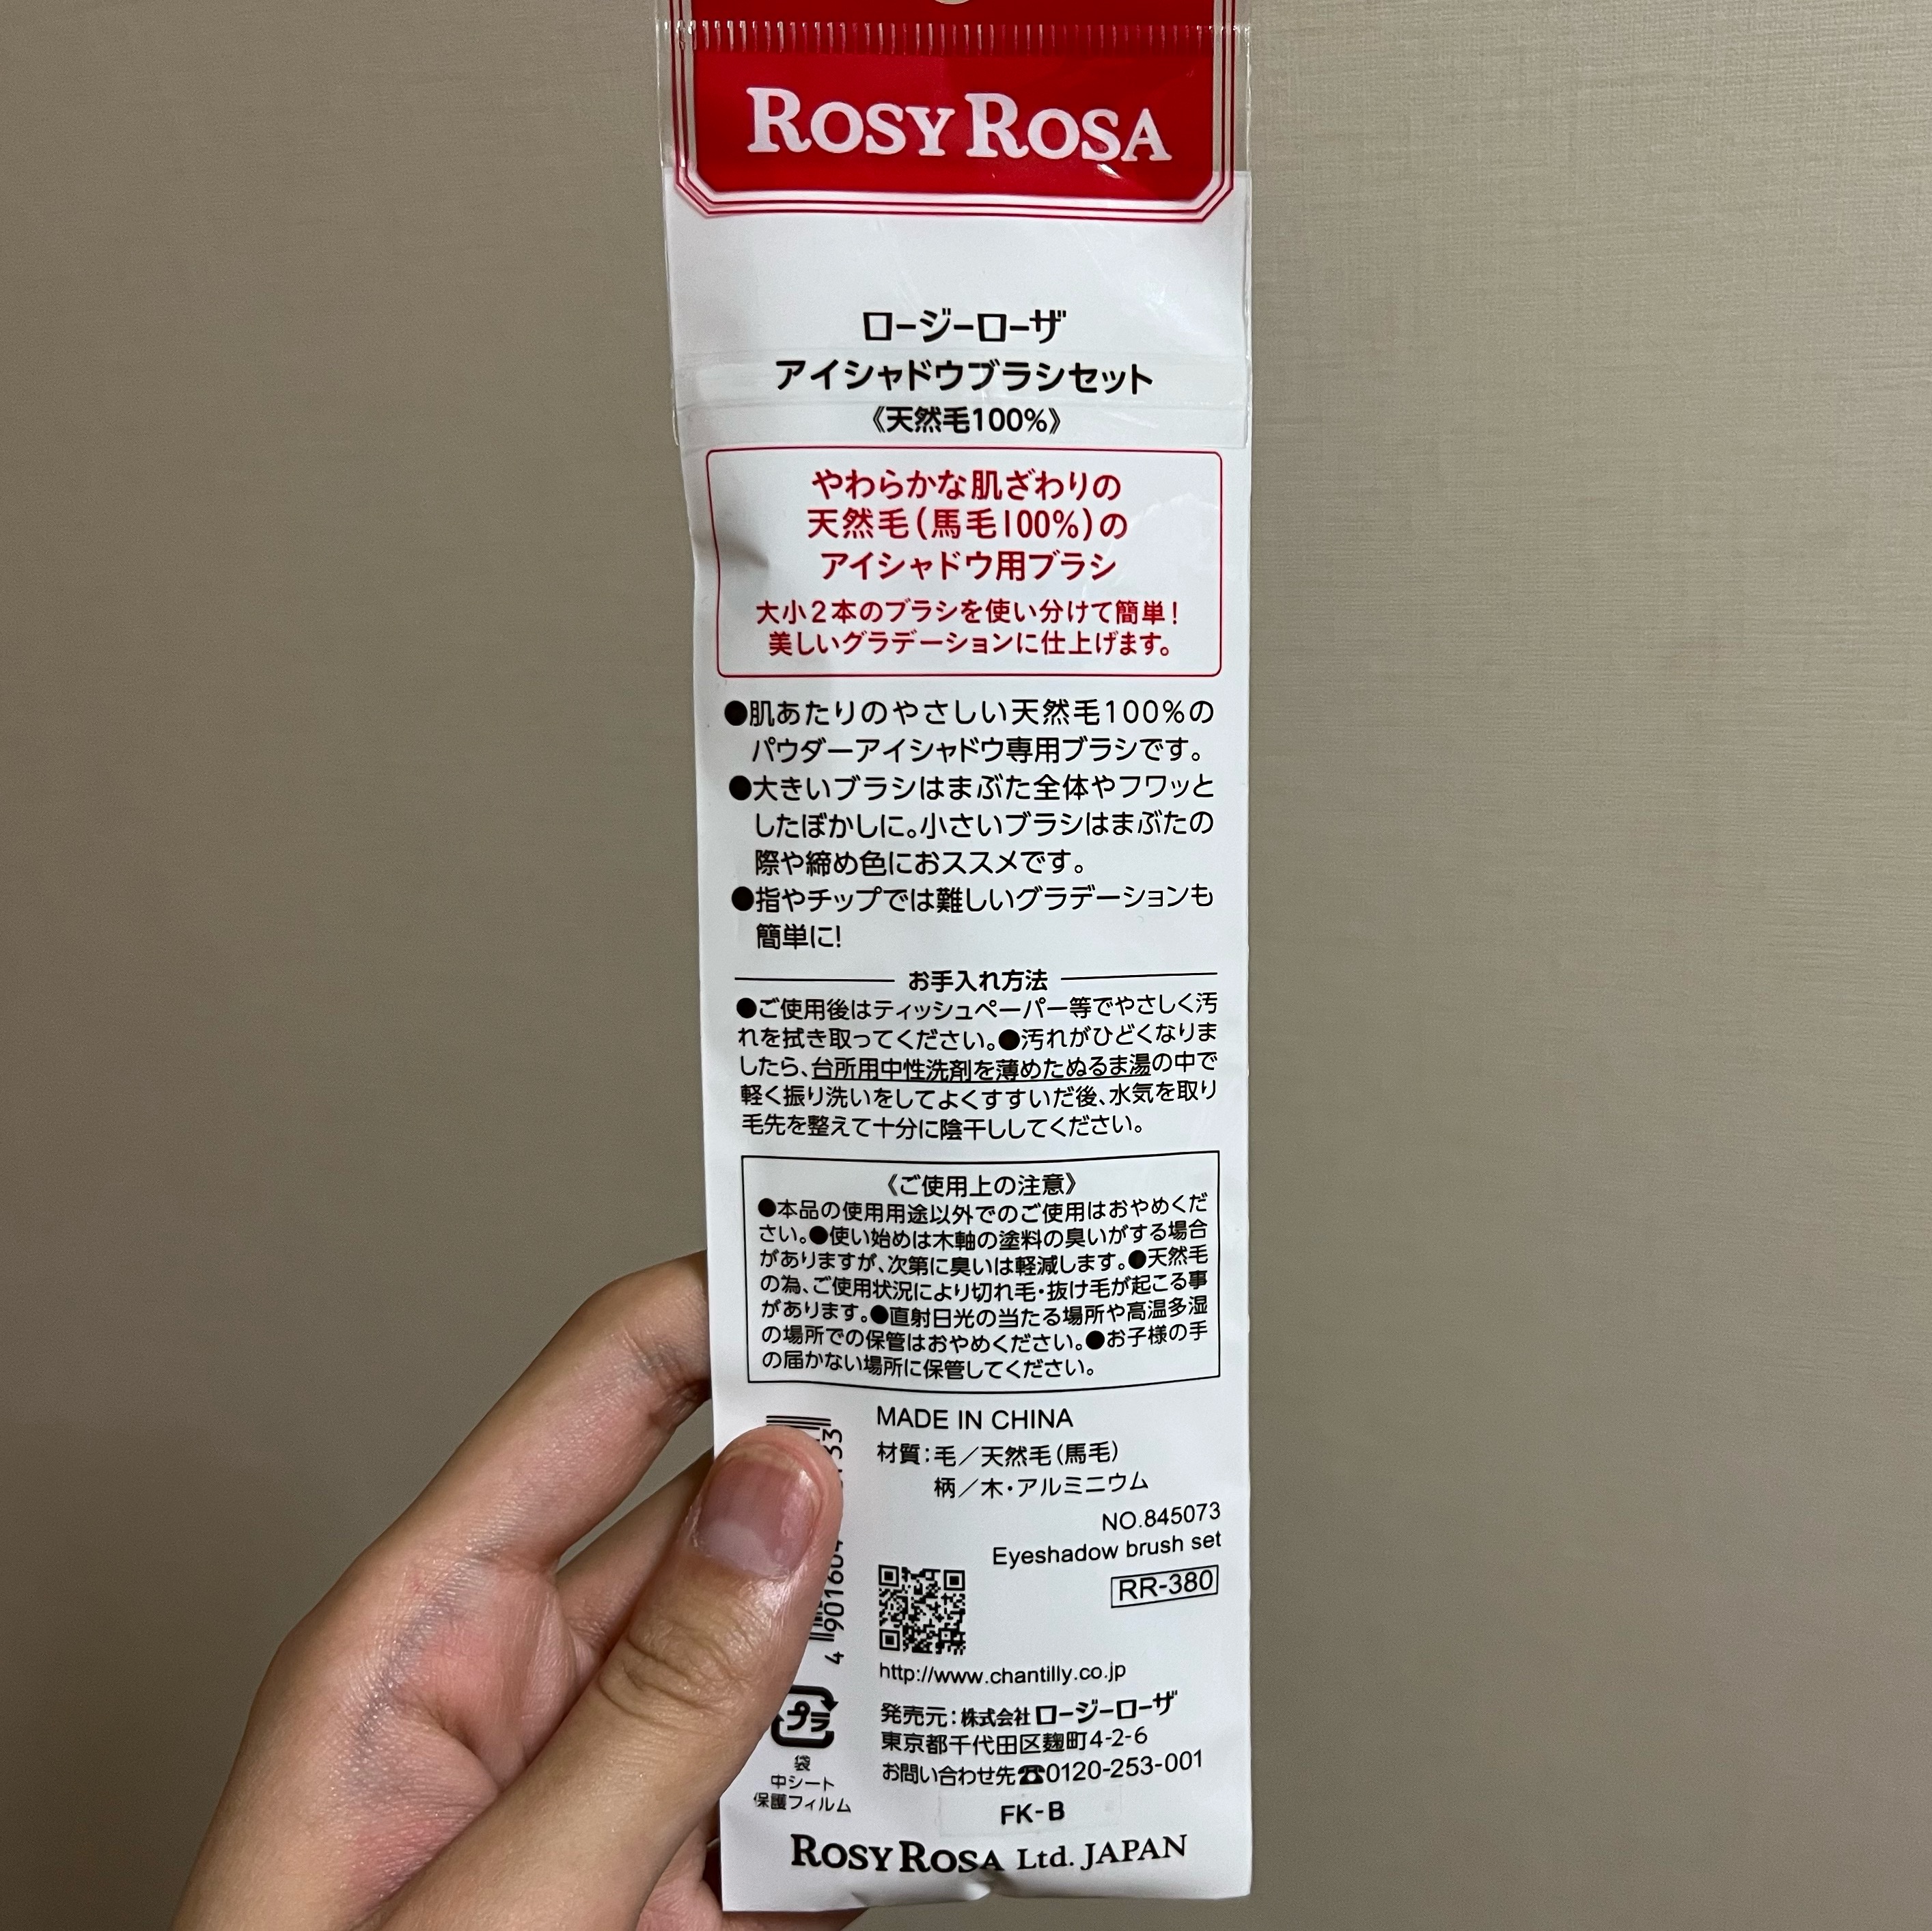 ROSY ROSA
ロージーローザ
アイシャドウブラシセット
《天然毛100%》
やわらかな肌ざわりの
天然毛(馬毛100%)の
アイシャドウ用ブラシ
大小2本のブラシを使い分けて簡単!
美しいグラデーションに仕上げます。
●肌あたりのやさしい天然毛100%の
パウダーアイシャドウ専用ブラシです。
●大きいブラシはまぶた全体やフワッと
したぼかしに。小さいブラシはまぶたの
際や締め色におススメです。
●指やチップでは難しいグラデーションも
簡単に!
お手入れ方法
●ご使用後はティッシュペーパー等でやさしく汚
れを拭き取ってください。●汚れがひどくなりま
したら、台所用中性洗剤を薄めたぬるま湯の中で
軽く振り洗いをしてよくすすいだ後、水気を取り
毛先を整えて十分に陰干ししてください。
《ご使用上の注意》
●本品の使用用途以外でのご使用はおやめくだ
さい。●使い始めは木軸の塗料の臭いがする場合
がありますが、次第に臭いは軽減します。●天然毛
の為、ご使用状況により切れ毛・抜け毛が起こる事
があります。●直射日光の当たる場所や高温多湿
の場所での保管はおやめください。●お子様の手
の届かない場所に保管してください。
MADE IN CHINA
材質:毛/天然毛(馬毛)
柄/木・アルミニウム
NO.845073
Eyeshadow brush set
RR-380
http://www.chantilly.co.jp
発売元:株式会社ロージーローザ
東京都千代田区麹町4-2-6
お問い合わせ先☎0120-253-001
プラ
袋
中シート
保護フィルム
FK-B
ROSY ROSA Ltd. JAPAN